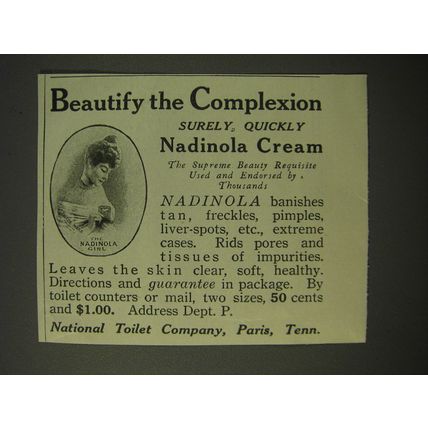 Beautify the Complexion
SURELY, QUICKLY
Nadinola Cream
The Supreme Beauty Requisite
Used and Endorsed by
Thousands
THE
NADINOLA
GIRL
NADINOLA banishes
tan, freckles, pimples,
liver-spots, etc., extreme
cases. Rids pores and
tissues of impurities.
Leaves the skin clear, soft, healthy.
Directions and guarantee in package. By
toilet counters or mail, two sizes, 50 cents
and $1.00. Address Dept. P.
National Toilet Company, Paris, Tenn.